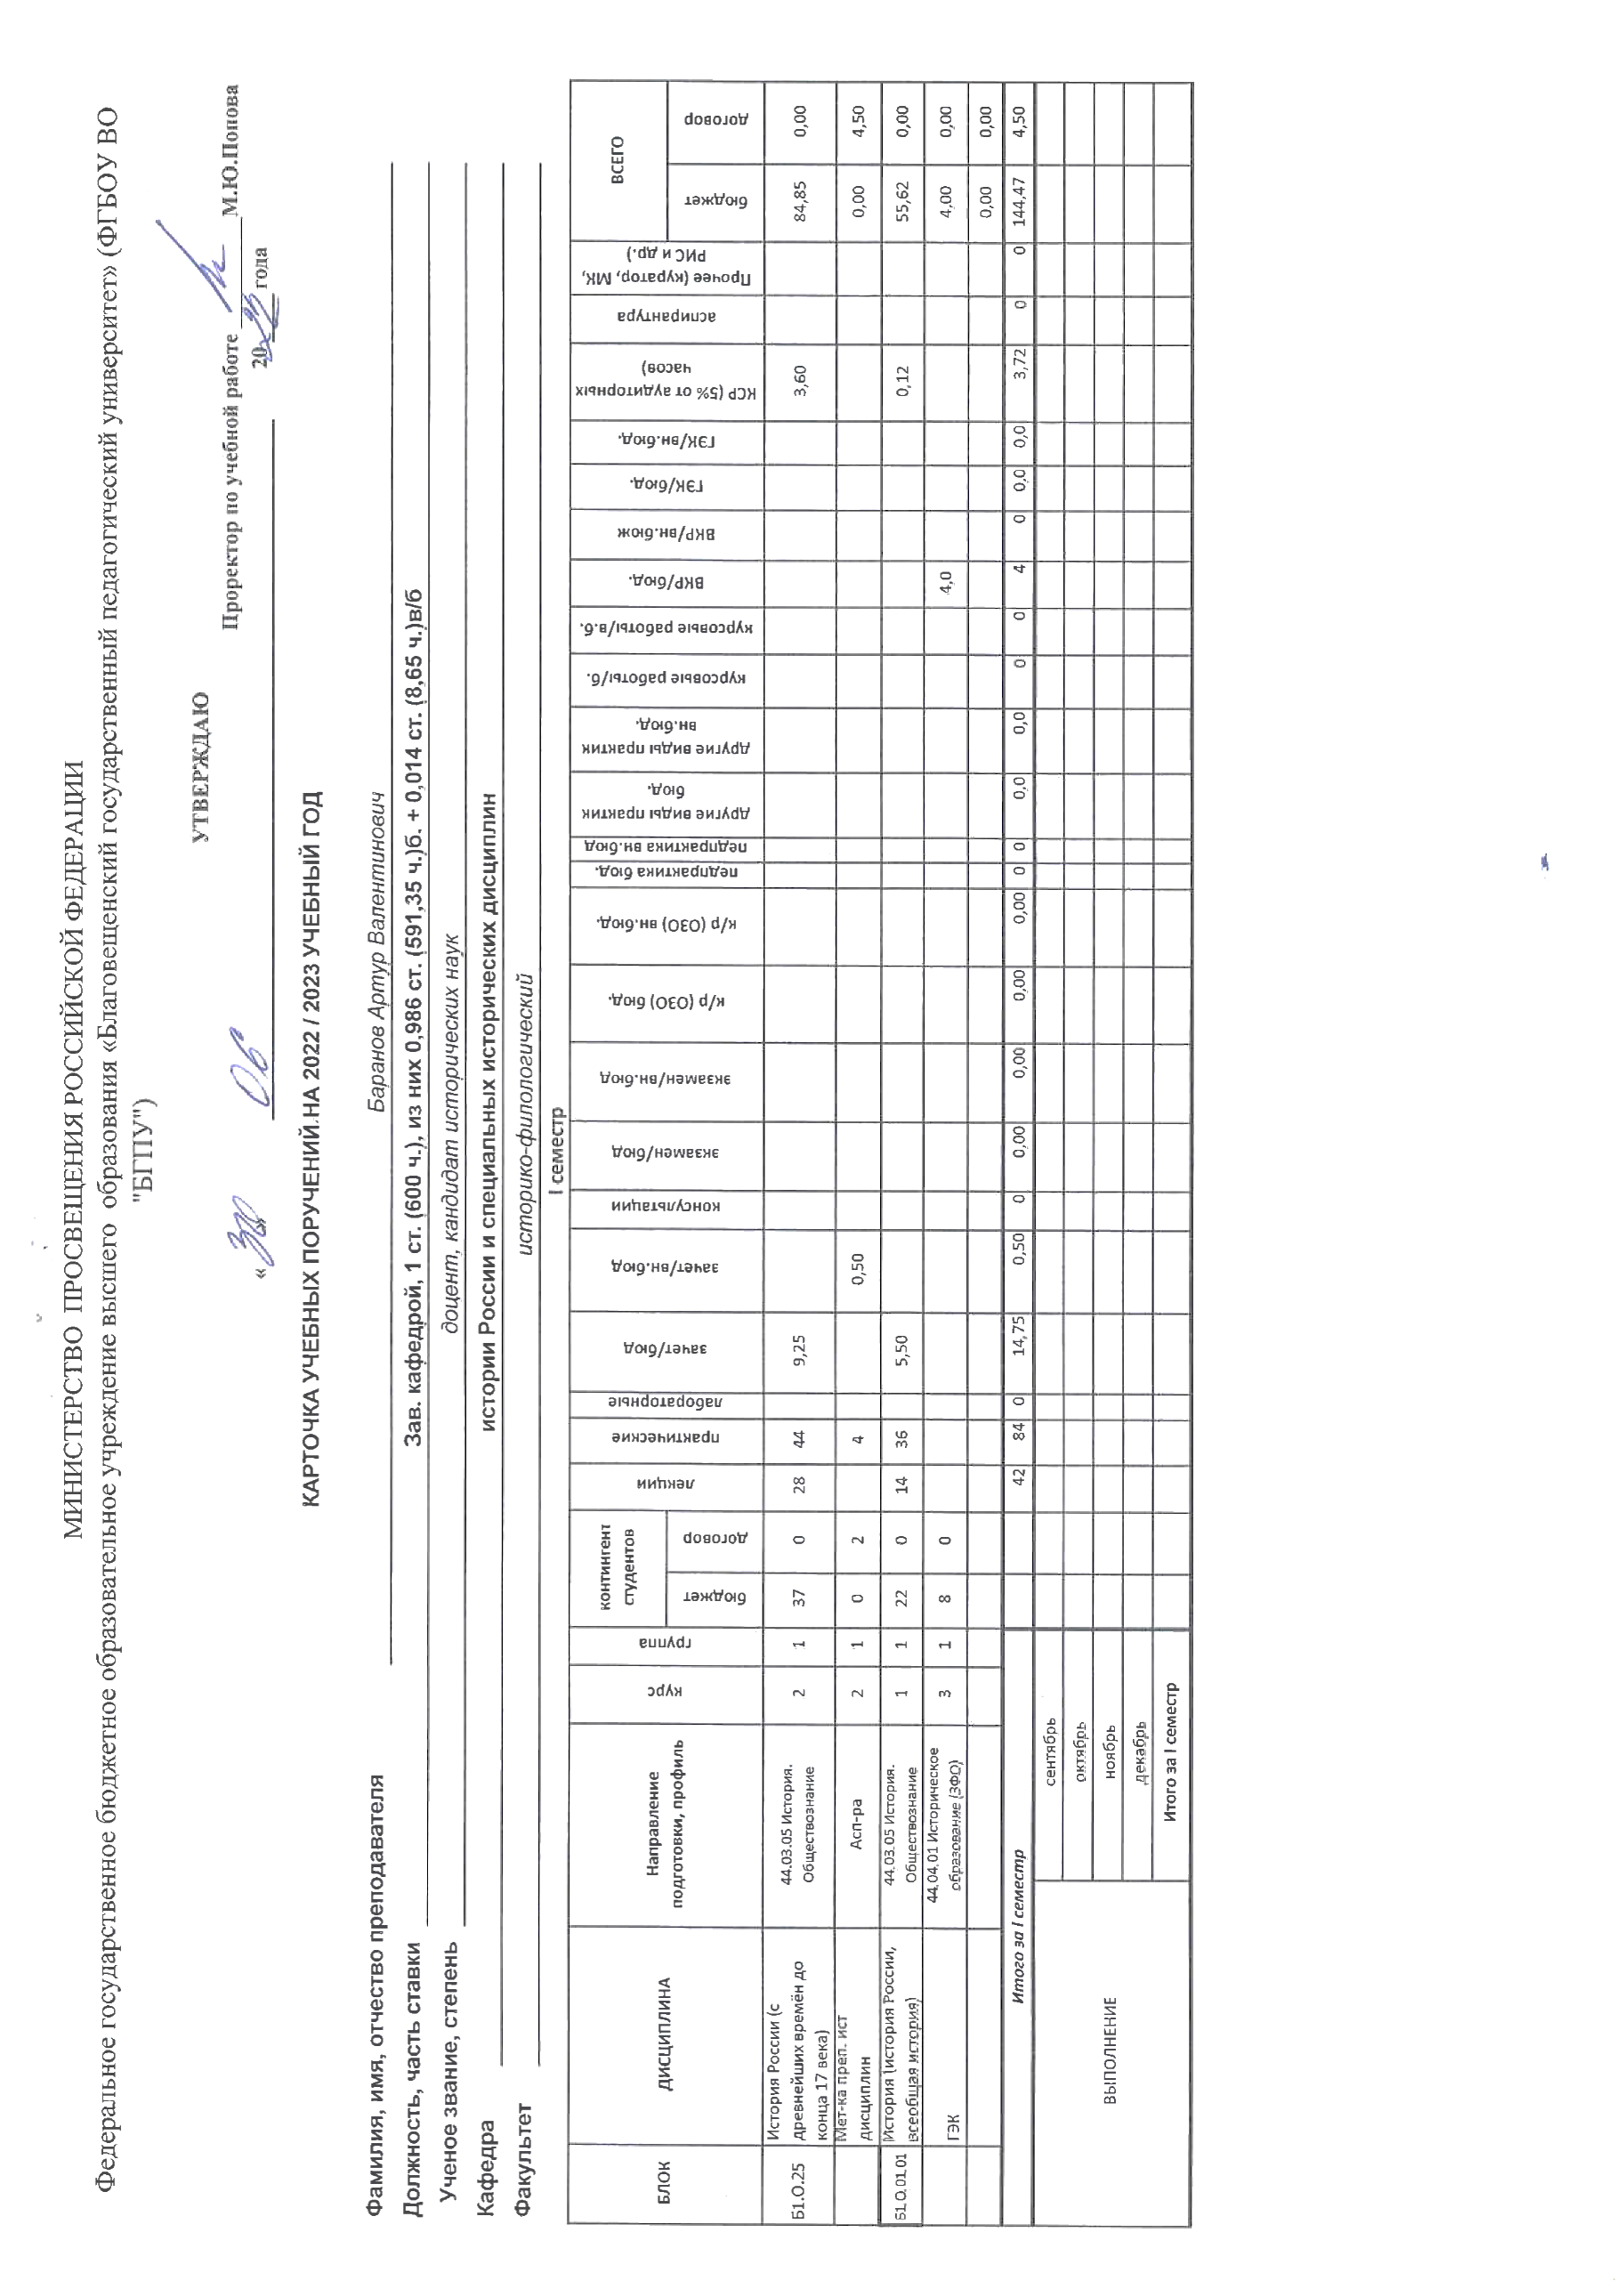 МИНИСТЕРСТВО ПРОСВЕЩЕНИЯ РОССИЙСКОЙ ФЕДЕРАЦИИ
Федеральное государственное бюджетное образовательное учреждение высшего образования «Благовещенский государственный педагогический университет» (ФГБОУ ВО
"БГПУ")
УТВЕРЖДАЮ
Проректор по учебной работе М.Ю.Попова
«30» 06 20 года
КАРТОЧКА УЧЕБНЫХ ПОРУЧЕНИЙ НА 2022 / 2023 УЧЕБНЫЙ ГОД
Фамилия, имя, отчество преподавателя Баранов Артур Валентинович
Должность, часть ставки Зав. кафедрой, 1 ст. (600 ч.), из них 0,986 ст. (591,35 ч.)б. + 0,014 ст. (8,65 ч.)в/б
Ученое звание, степень доцент, кандидат исторических наук
Кафедра истории России и специальных исторических дисциплин
Факультет историко-филологический
I семестр
БЛОК ДИСЦИПЛИНА Направление подготовки, профиль курс группа контингент студентов бюджет договор лекции практические лабораторные зачет/бюд зачет/вн.бюд консультации экзамен/бюд экзамен/вн.бюд к/р (ОЗО) бюд. к/р (ОЗО) вн.бюд. педпрактика бюд. педпрактика вн.бюд другие виды практик бюд. другие виды практик вн.бюд. курсовые работы/б. курсовые работы/в.б. ВКР/бюд. ВКР/вн.бюж ГЭК/бюд. ГЭК/вн.бюд. КСР (5% от аудиторных часов) аспирантура Прочее (куратор, МК, РИС и др.) ВСЕГО бюджет договор
Б1.О.25 История России (с древнейших времён до конца 17 века) 44.03.05 История. Обществознание 2 1 37 0 28 44 9,25 3,60 84,85 0,00
Мет-ка преп. ист дисциплин Асп-ра 2 1 0 2 4 0,50 0,00 4,50
Б1.О.01.01 История (история России, всеобщая история) 44.03.05 История. Обществознание 1 1 22 0 14 36 5,50 0,12 55,62 0,00
ГЭК 44.04.01 Историческое образование (ЗФО) 3 1 8 0 4,0 4,00 0,00
0,00 0,00
Итого за I семестр 42 84 0 14,75 0,50 0 0,00 0,00 0,00 0,00 0 0 0,0 0,0 0 0 4 0 0,0 0,0 3,72 0 0 144,47 4,50
ВЫПОЛНЕНИЕ
сентябрь
октябрь
ноябрь
декабрь
Итого за I семестр